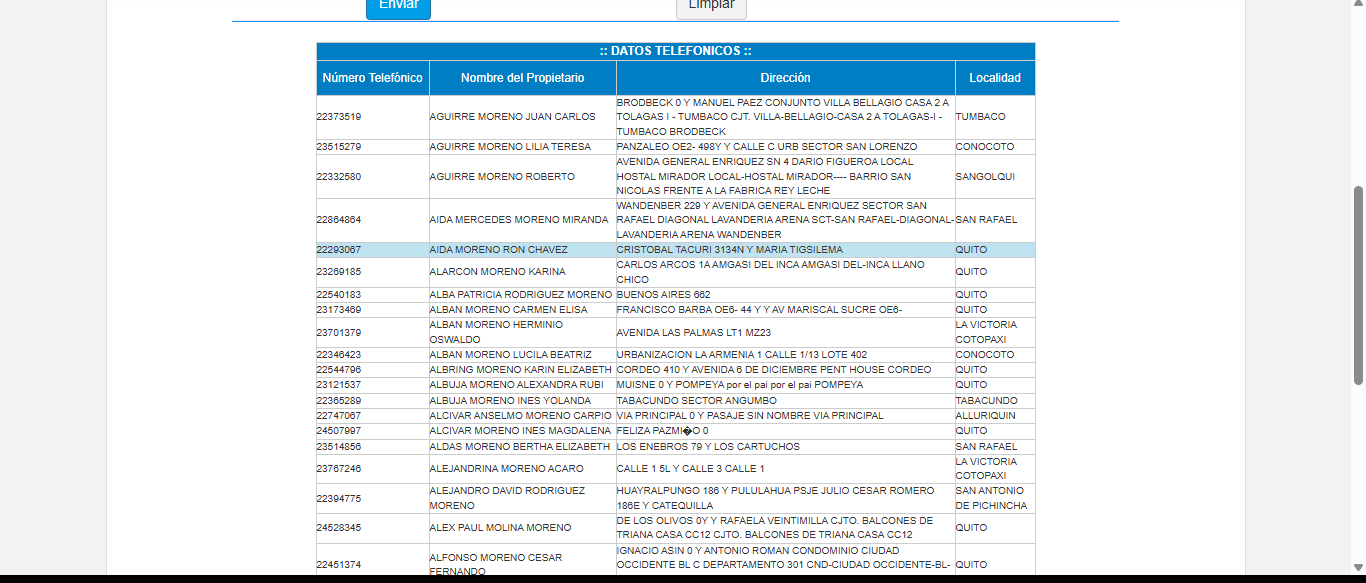 Enviar Limpiar
:: DATOS TELEFONICOS ::
Número Telefónico Nombre del Propietario Dirección Localidad
22373519 AGUIRRE MORENO JUAN CARLOS BRODBECK 0 Y MANUEL PAEZ CONJUNTO VILLA BELLAGIO CASA 2 A
TOLAGAS I - TUMBACO CJT. VILLA-BELLAGIO-CASA 2 A TOLAGAS-I -
TUMBACO BRODBECK TUMBACO
23515279 AGUIRRE MORENO LILIA TERESA PANZALEO OE2- 498Y Y CALLE C URB SECTOR SAN LORENZO CONOCOTO
22332580 AGUIRRE MORENO ROBERTO AVENIDA GENERAL ENRIQUEZ SN 4 DARIO FIGUEROA LOCAL
HOSTAL MIRADOR LOCAL-HOSTAL MIRADOR---- BARRIO SAN
NICOLAS FRENTE A LA FABRICA REY LECHE SANGOLQUI
22864864 AIDA MERCEDES MORENO MIRANDA WANDENBER 229 Y AVENIDA GENERAL ENRIQUEZ SECTOR SAN
RAFAEL DIAGONAL LAVANDERIA ARENA SCT-SAN RAFAEL-DIAGONAL-
LAVANDERIA ARENA WANDENBER SAN RAFAEL
22293067 AIDA MORENO RON CHAVEZ CRISTOBAL TACURI 3134N Y MARIA TIGSILEMA QUITO
23269185 ALARCON MORENO KARINA CARLOS ARCOS 1A AMGASI DEL INCA AMGASI DEL-INCA LLANO
CHICO QUITO
22540183 ALBA PATRICIA RODRIGUEZ MORENO BUENOS AIRES 662 QUITO
23173469 ALBAN MORENO CARMEN ELISA FRANCISCO BARBA OE6- 44 Y Y AV MARISCAL SUCRE OE6- QUITO
23701379 ALBAN MORENO HERMINIO
OSWALDO AVENIDA LAS PALMAS LT1 MZ23 LA VICTORIA
COTOPAXI
22346423 ALBAN MORENO LUCILA BEATRIZ URBANIZACION LA ARMENIA 1 CALLE 1/13 LOTE 402 CONOCOTO
22544796 ALBRING MORENO KARIN ELIZABETH CORDEO 410 Y AVENIDA 6 DE DICIEMBRE PENT HOUSE CORDEO QUITO
23121537 ALBUJA MORENO ALEXANDRA RUBI MUISNE 0 Y POMPEYA por el pai por el pai POMPEYA QUITO
22365289 ALBUJA MORENO INES YOLANDA TABACUNDO SECTOR ANGUMBO TABACUNDO
22747067 ALCIVAR ANSELMO MORENO CARPIO VIA PRINCIPAL 0 Y PASAJE SIN NOMBRE VIA PRINCIPAL ALLURIQUIN
24507997 ALCIVAR MORENO INES MAGDALENA FELIZA PAZMI�O 0 QUITO
23514856 ALDAS MORENO BERTHA ELIZABETH LOS ENEBROS 79 Y LOS CARTUCHOS SAN RAFAEL
23767246 ALEJANDRINA MORENO ACARO CALLE 1 5L Y CALLE 3 CALLE 1 LA VICTORIA
COTOPAXI
22394775 ALEJANDRO DAVID RODRIGUEZ
MORENO HUAYRALPUNGO 186 Y PULULAHUA PSJE JULIO CESAR ROMERO
186E Y CATEQUILLA SAN ANTONIO
DE PICHINCHA
24528345 ALEX PAUL MOLINA MORENO DE LOS OLIVOS 0Y Y RAFAELA VEINTIMILLA CJTO. BALCONES DE
TRIANA CASA CC12 CJTO. BALCONES DE TRIANA CASA CC12 QUITO
22451374 ALFONSO MORENO CESAR
FERNANDO IGNACIO ASIN 0 Y ANTONIO ROMAN CONDOMINIO CIUDAD
OCCIDENTE BL C DEPARTAMENTO 301 CND-CIUDAD OCCIDENTE-BL- QUITO